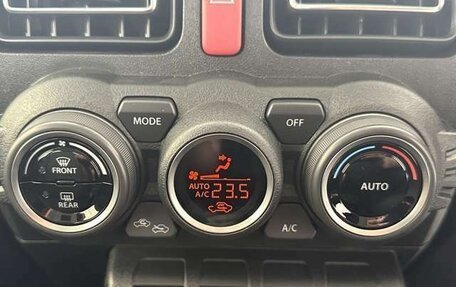 MODE
OFF
FRONT
REAR
AUTO
A/C 23.5
AUTO
A/C